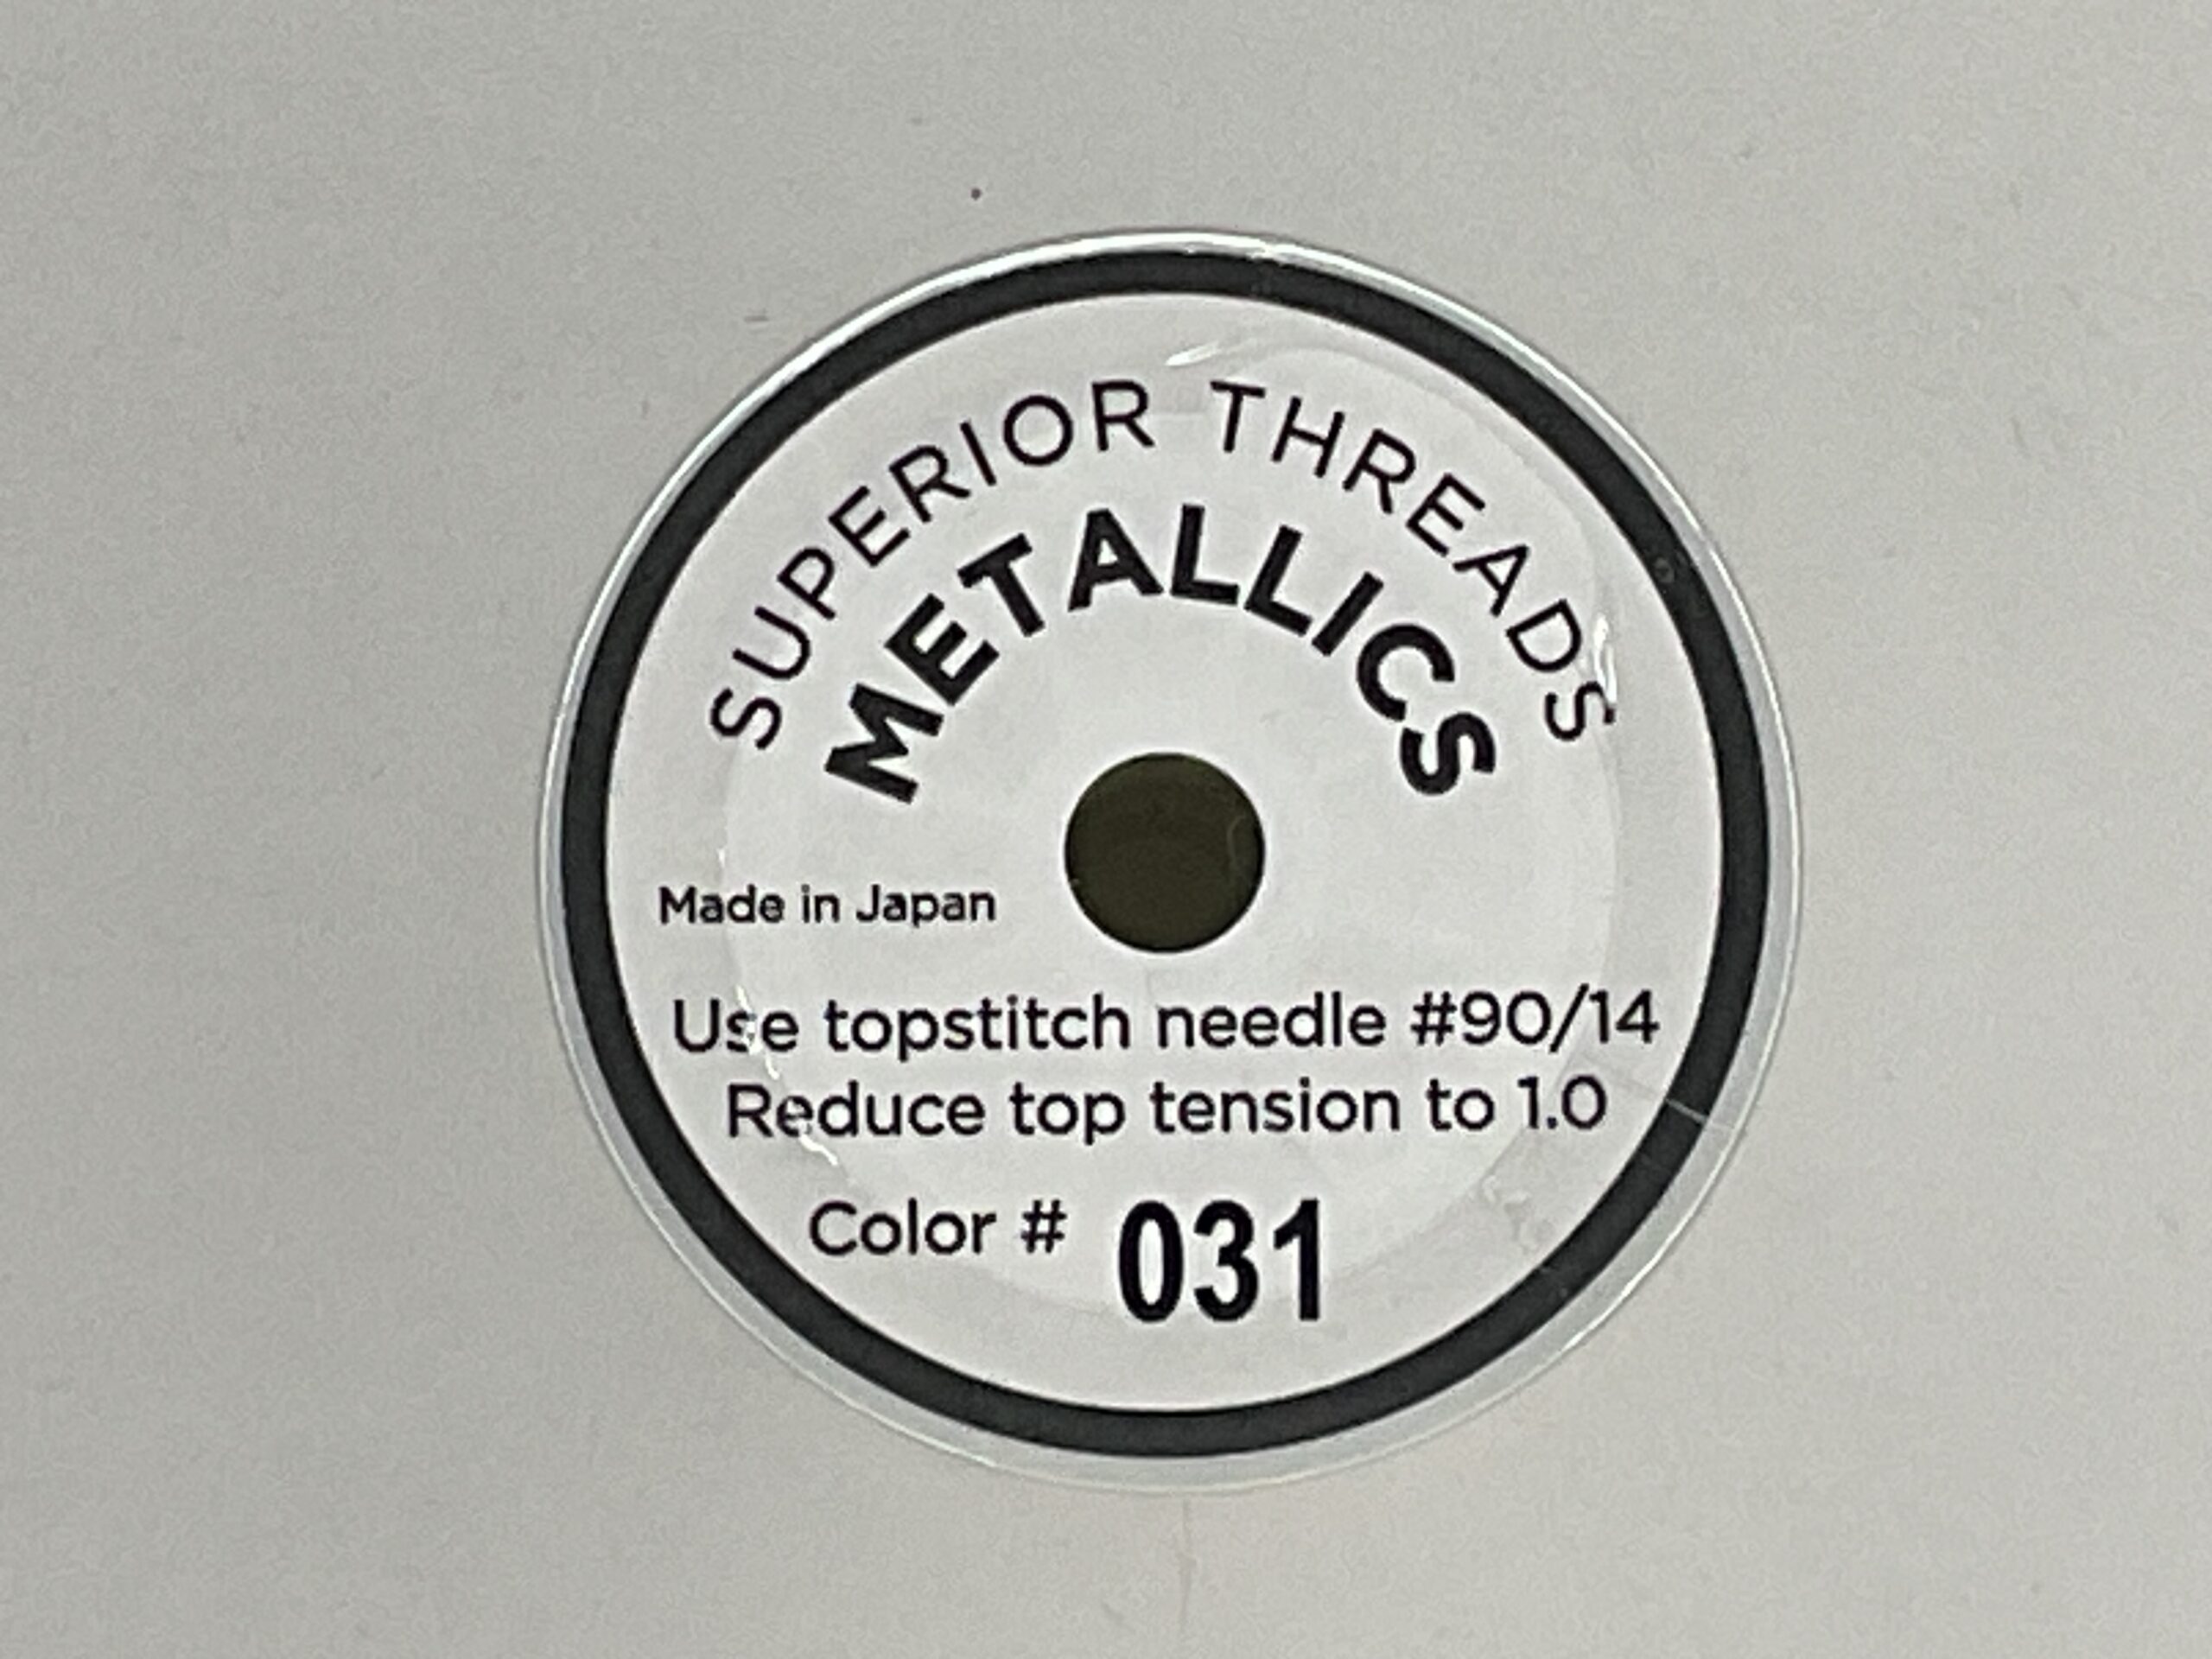 SUPERIOR THREADS
METALLICS
Made in Japan
Use topstitch needle #90/14
Reduce top tension to 1.0
Color # 031